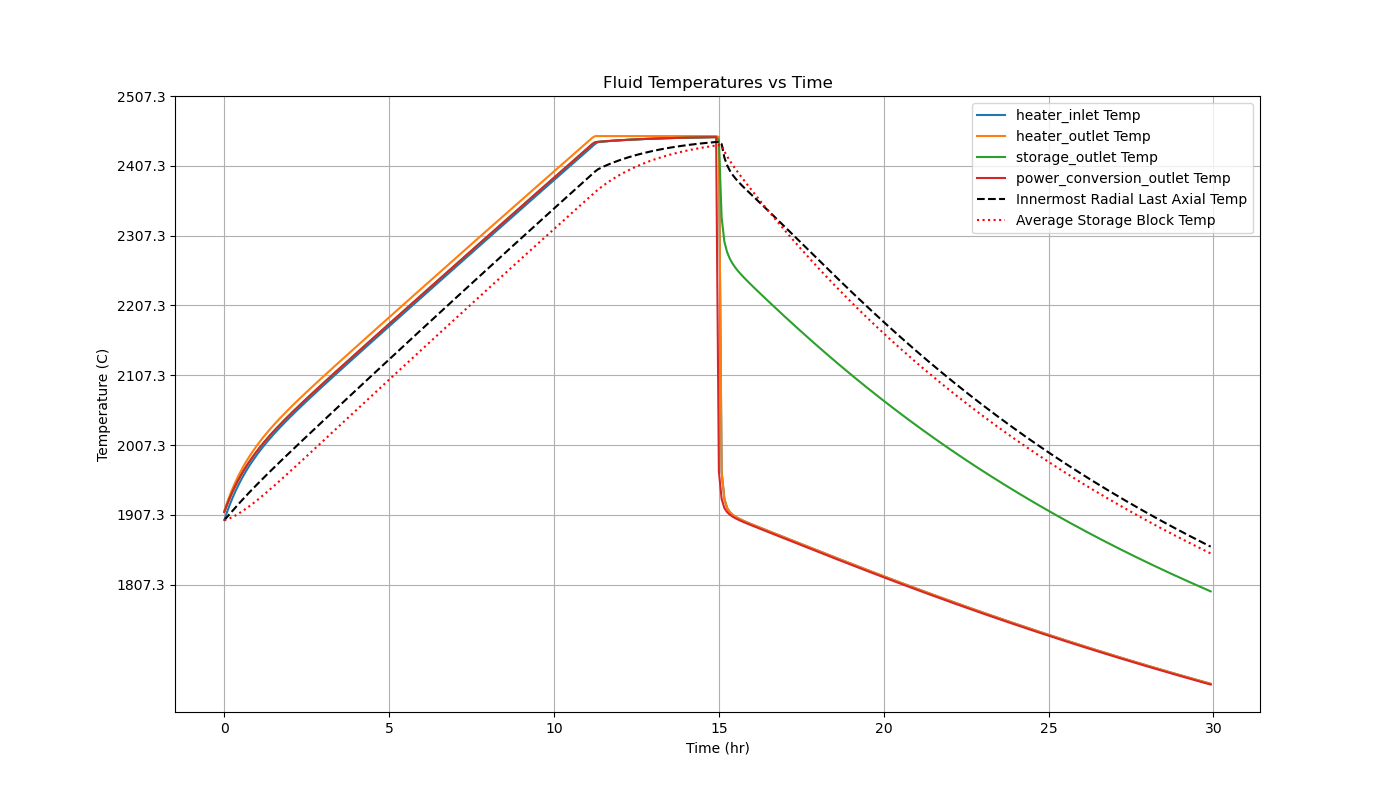 Fluid Temperatures vs Time
2507.3
2407.3
2307.3
2207.3
2107.3
2007.3
1907.3
1807.3
Temperature (C)
heater_inlet Temp
heater_outlet Temp
storage_outlet Temp
power_conversion_outlet Temp
Innermost Radial Last Axial Temp
Average Storage Block Temp
0 5 10 15 20 25 30
Time (hr)